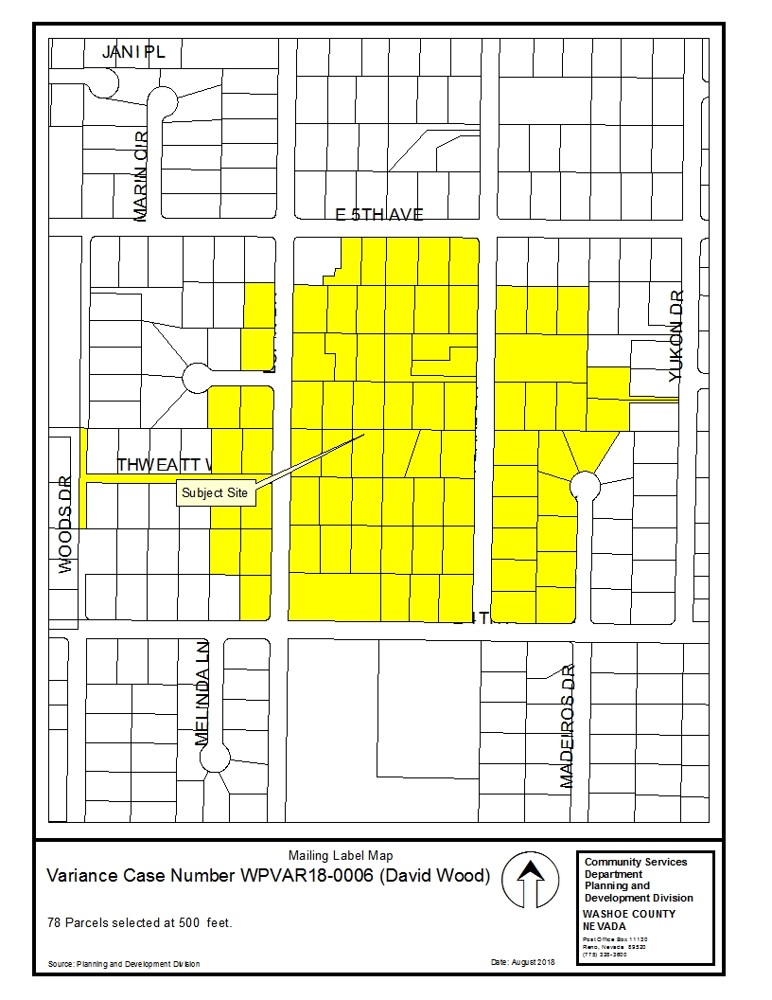 JANI PL
MARIN CIR
E 5TH AVE
YUKON DR
THWEATT
Subject Site
WOODS DR
MELINDA LN
MADEIROS DR
Mailing Label Map
Variance Case Number WPVAR18-0006 (David Wood)
78 Parcels selected at 500 feet.
Source: Planning and Development Division
Date: August 2018
Community Services
Department
Planning and
Development Division
WASHOE COUNTY
NEVADA
Post Office Box 11130
Reno, Nevada 89520
(775) 328-3600